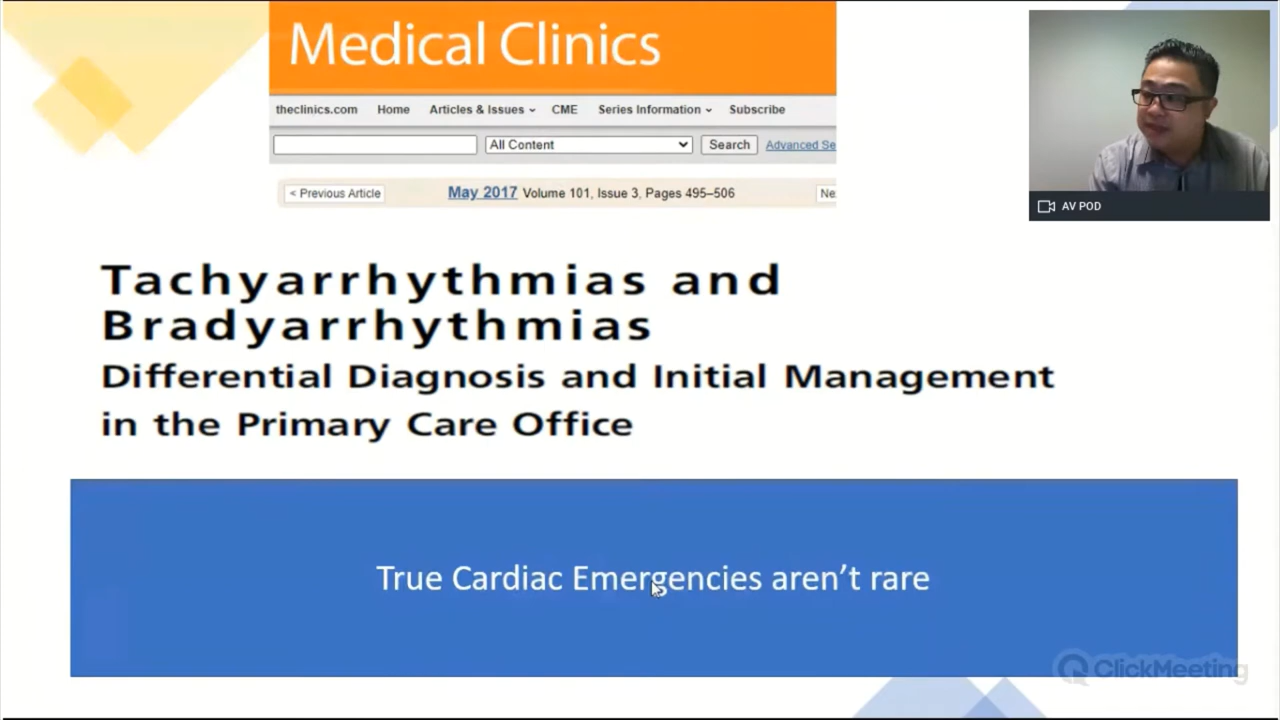 Medical Clinics
theclinics.com Home Articles & Issues CME Series Information Subscribe
All Content Search Advanced Se
< Previous Article May 2017 Volume 101, Issue 3, Pages 495–506 Ne
AV POD
Tachyarrhythmias and
Bradyarrhythmias
Differential Diagnosis and Initial Management
in the Primary Care Office
True Cardiac Emergencies aren’t rare
ClickMeeting